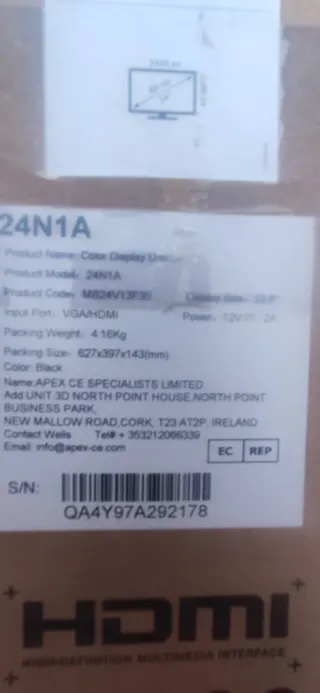 24N1A
Product Name: Color Display Unit
Product Model: 24N1A
Product Code:
Input Port: VGA/HDMI
Power: 12V 2A
Packing Weight: 4.16Kg
Packing Size: 627x397x143(mm)
Color: Black
Name:APEX CE SPECIALISTS LIMITED
Add UNIT 3D NORTH POINT HOUSE,NORTH POINT
BUSINESS PARK,
NEW MALLOW ROAD,CORK, T23 AT2P, IRELAND
Contact Wells Tel# + 353212066339
Email: info@apex-ce.com
EC REP
S/N:
QA4Y97A292178
HDMI
HIGH-DEFINITION MULTIMEDIA INTERFACE